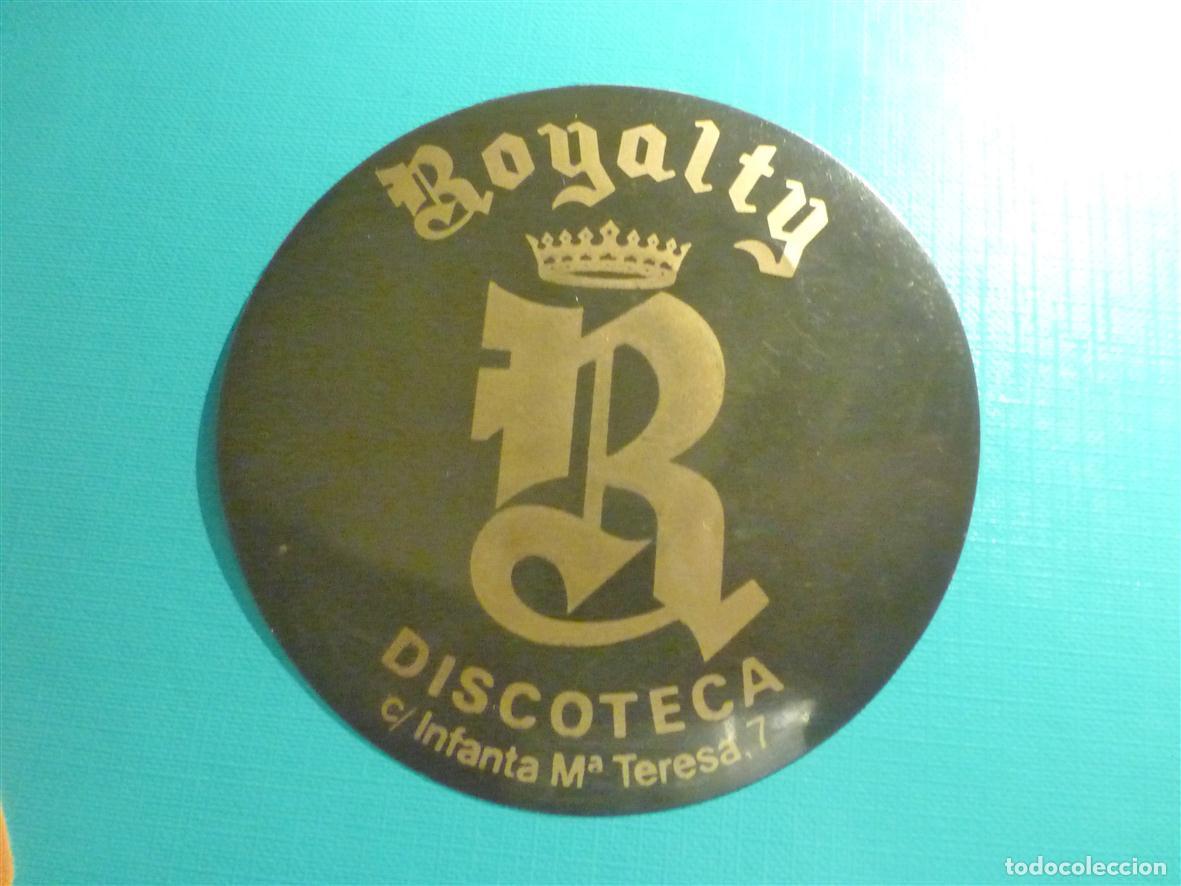 Royalty
R
DISCOTECA
c/ Infanta Mª Teresa, 7
todocoleccion